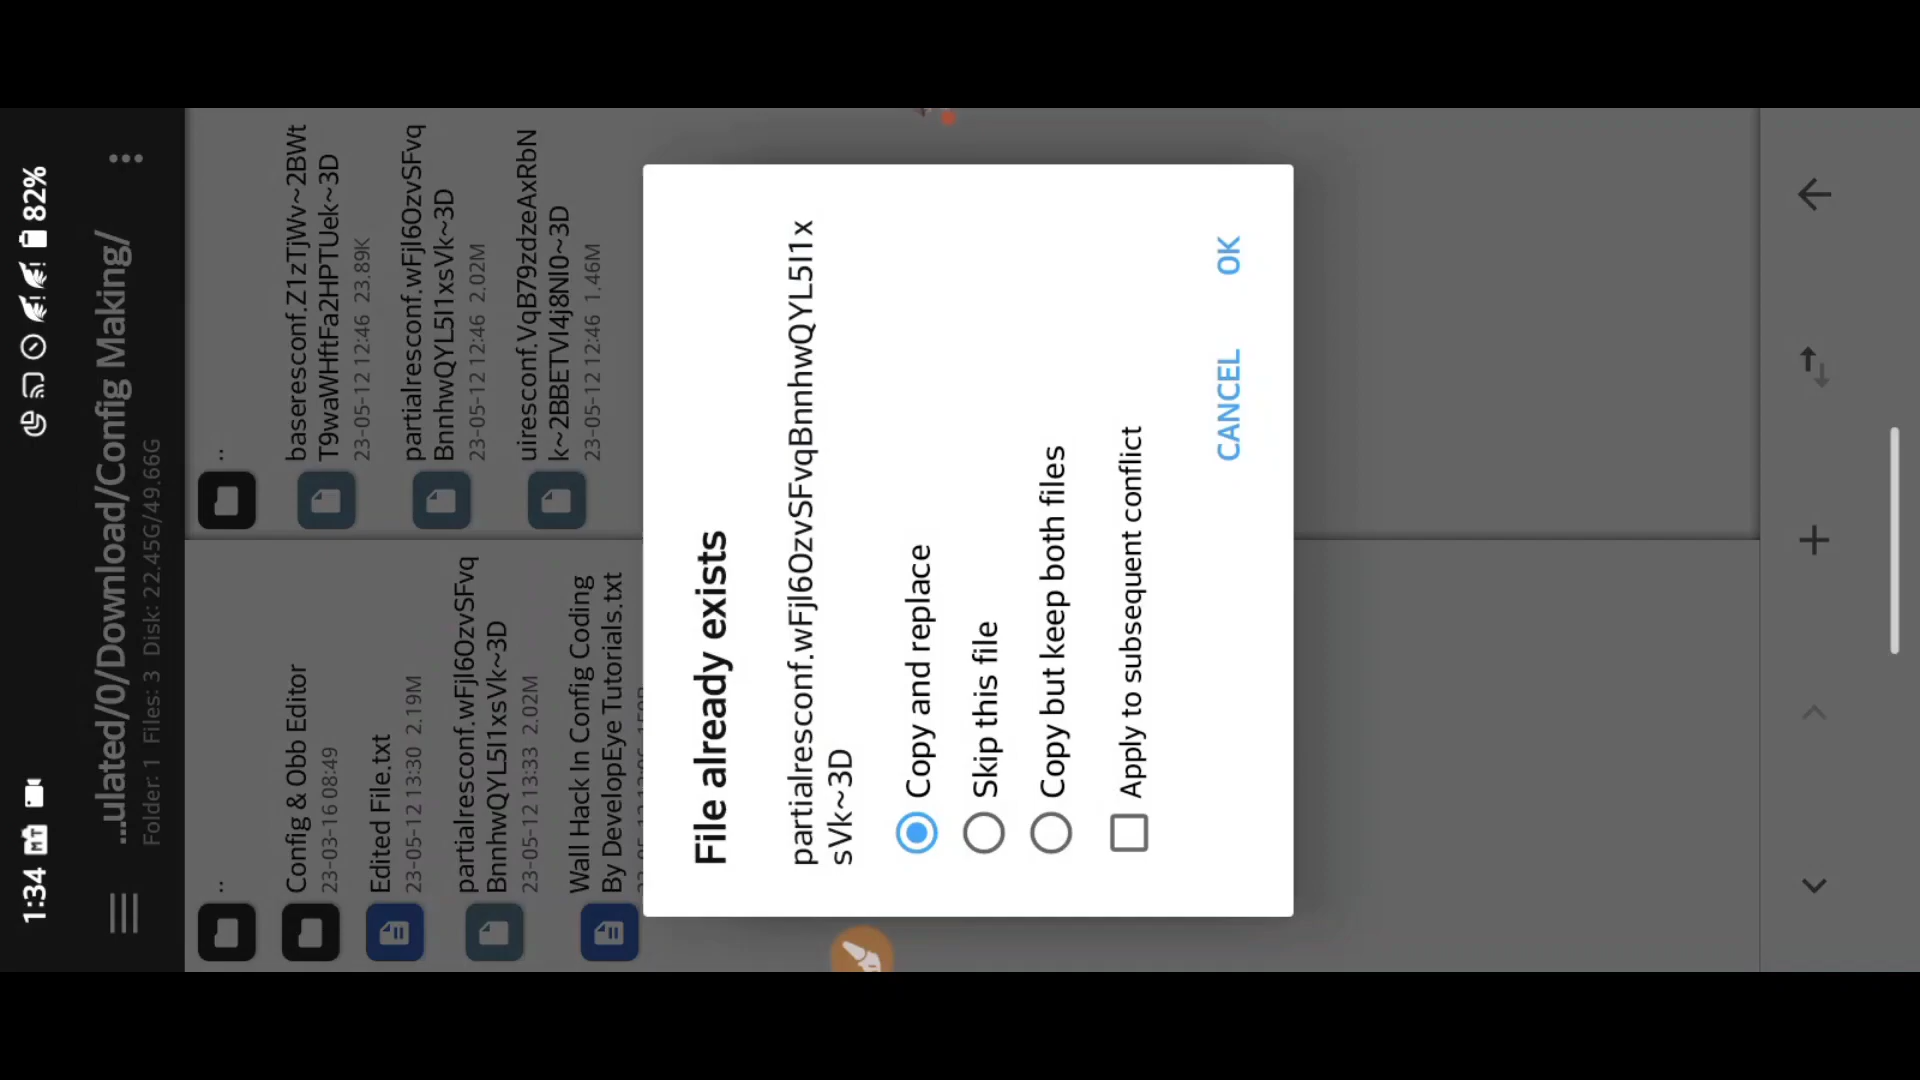 1:34
82%
...ulated/0/Download/Config Making/
Folder: 1 Files: 3 Disk: 22.45G/49.66G
..
Config & Obb Editor
23-03-16 08:49
Edited File.txt
23-05-12 13:30 2.19M
partialresconf.wFjl6OzvSFvq
BnnhwQYL5I1xsVk~3D
23-05-12 13:33 2.02M
Wall Hack In Config Coding
By DevelopEye Tutorials.txt
..
baseresconf.Z1zTjWv~2BWt
T9waWHftFa2HPTUek~3D
23-05-12 12:46 23.89K
partialresconf.wFjl6OzvSFvq
BnnhwQYL5I1xsVk~3D
23-05-12 12:46 2.02M
uiresconf.VqB79zdzeAxRbN
k~2BBETVl4j8Nl0~3D
23-05-12 12:46 1.46M
File already exists
partialresconf.wFjl6OzvSFvqBnnhwQYL5I1x
sVk~3D
Copy and replace
Skip this file
Copy but keep both files
Apply to subsequent conflict
CANCEL OK